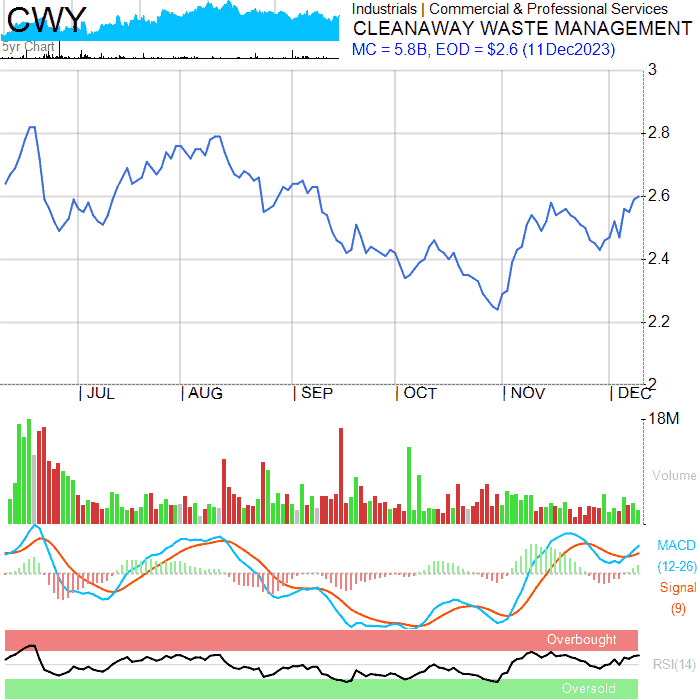 CWY
5yr Chart
Industrials | Commercial & Professional Services
CLEANAWAY WASTE MANAGEMENT
MC = 5.8B, EOD = $2.6 (11Dec2023)
3
2.8
2.6
2.4
2.2
2
| JUL | AUG | SEP | OCT | NOV | DEC
18M
Volume
MACD
(12-26)
Signal
(9)
Overbought
RSI(14)
Oversold